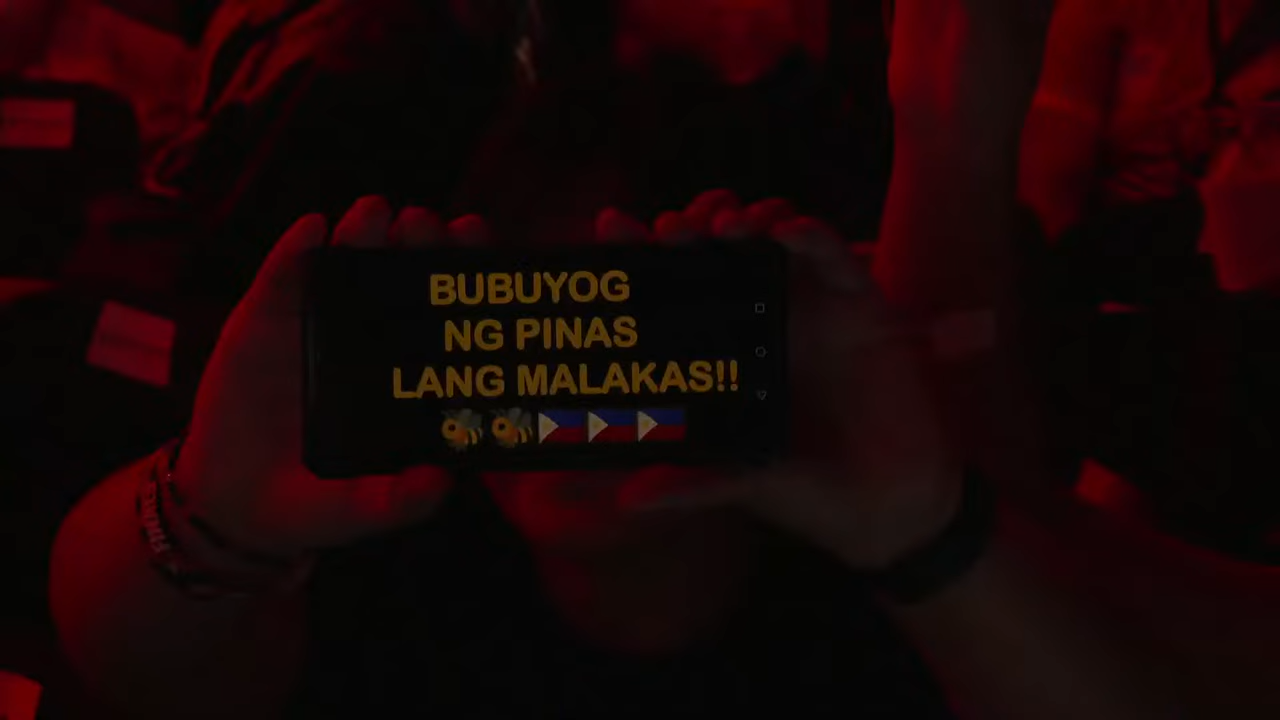 BUBUYOG
NG PINAS
LANG MALAKAS!!
🐝🐝🇵🇭🇵🇭🇵🇭